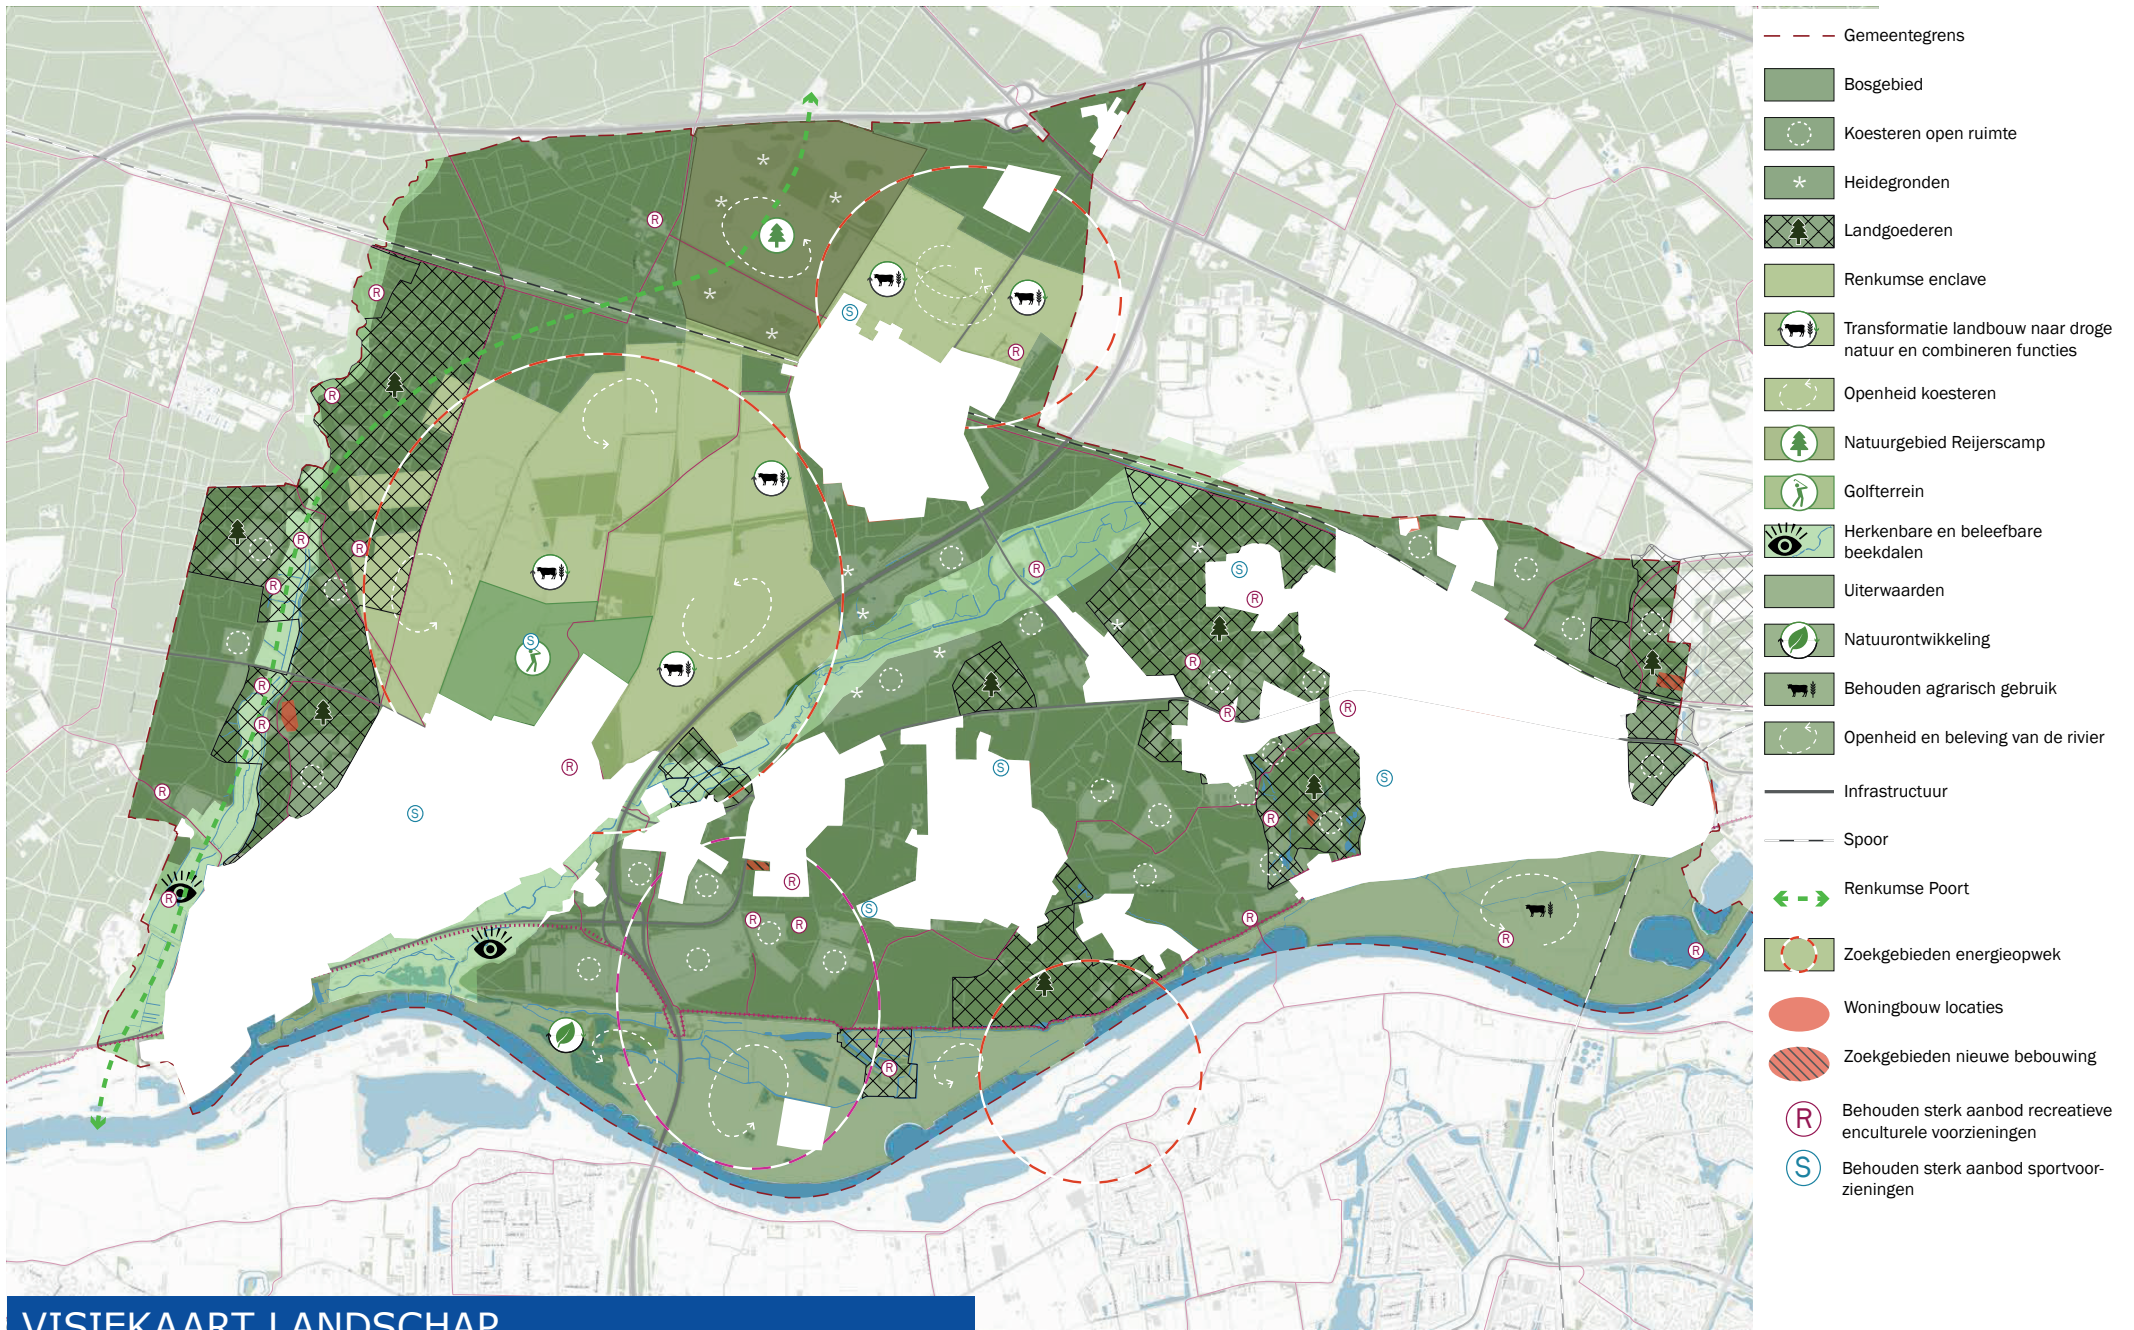 Gemeentegrens
Bosgebied
Koesteren open ruimte
Heidegronden
Landgoederen
Renkumse enclave
Transformatie landbouw naar droge
natuur en combineren functies
Openheid koesteren
Natuurgebied Reijerscamp
Golfterrein
Herkenbare en beleefbare
beekdalen
Uiterwaarden
Natuurontwikkeling
Behouden agrarisch gebruik
Openheid en beleving van de rivier
Infrastructuur
Spoor
Renkumse Poort
Zoekgebieden energieopwek
Woningbouw locaties
Zoekgebieden nieuwe bebouwing
R
Behouden sterk aanbod recreatieve
enculturele voorzieningen
S
Behouden sterk aanbod sportvoor-
zieningen
VISIEKAART LANDSCHAP